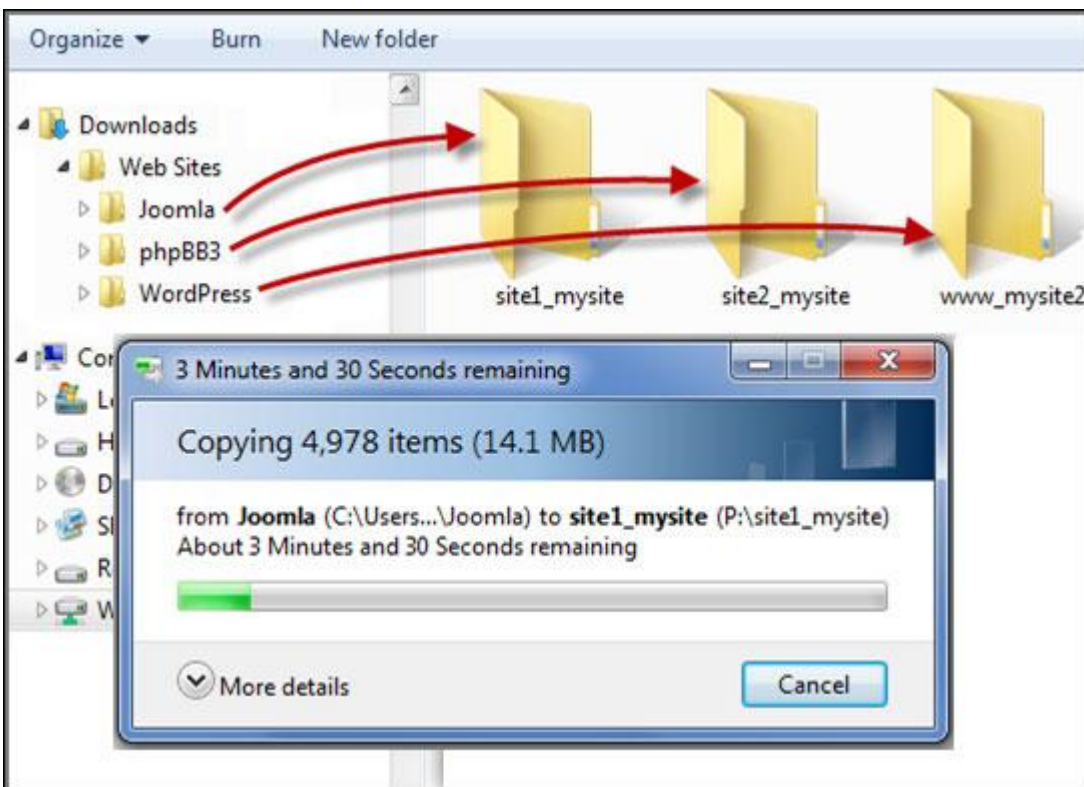 Organize Burn New folder
Downloads
Web Sites
Joomla
phpBB3
WordPress
site1_mysite site2_mysite www_mysite2
3 Minutes and 30 Seconds remaining
Copying 4,978 items (14.1 MB)
from Joomla (C:\Users...\Joomla) to site1_mysite (P:\site1_mysite)
About 3 Minutes and 30 Seconds remaining
More details
Cancel